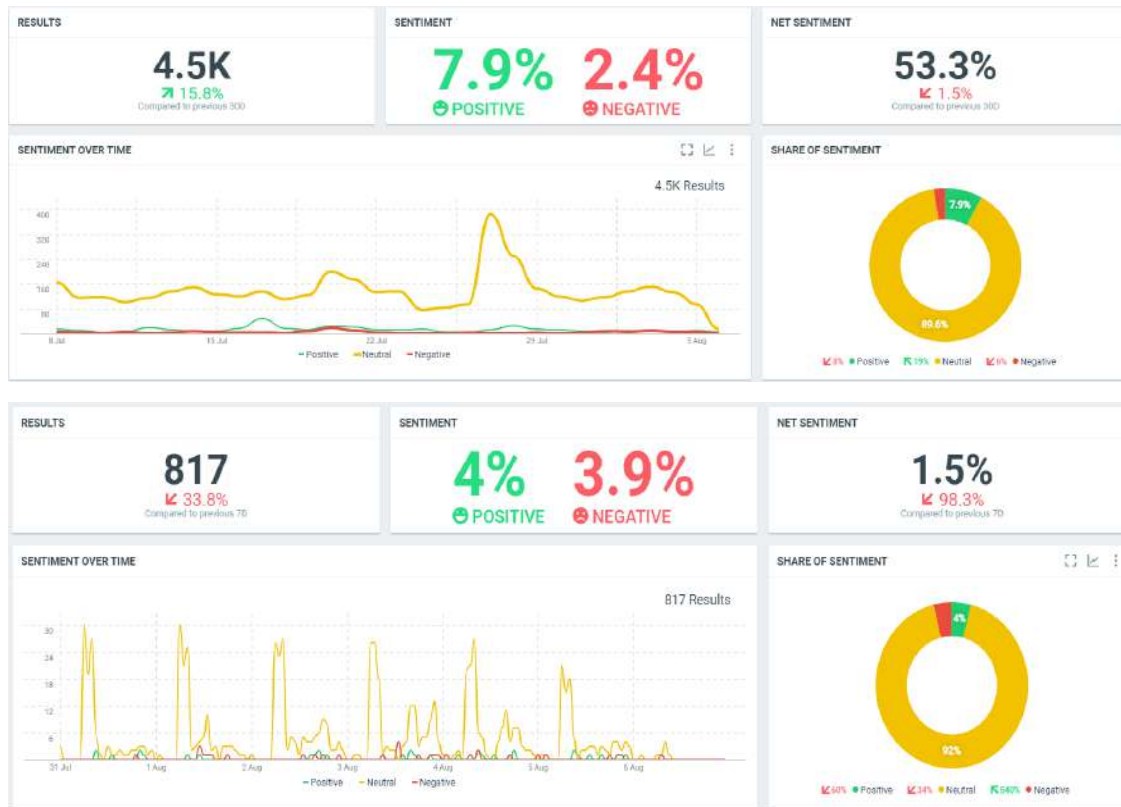 RESULTS
4.5K
15.8%
Compared to previous 30D
SENTIMENT
7.9% 2.4%
POSITIVE NEGATIVE
NET SENTIMENT
53.3%
1.5%
Compared to previous 30D
SENTIMENT OVER TIME
4.5K Results
400
320
240
160
80
8 Jul 15 Jul 22 Jul 29 Jul 5 Aug
Positive Neutral Negative
SHARE OF SENTIMENT
7.9%
89.6%
Positive 19% Neutral 6% Negative
RESULTS
817
33.8%
Compared to previous 7D
SENTIMENT
4% 3.9%
POSITIVE NEGATIVE
NET SENTIMENT
1.5%
98.3%
Compared to previous 7D
SENTIMENT OVER TIME
817 Results
30
24
18
12
6
31 Jul 1 Aug 2 Aug 3 Aug 4 Aug 5 Aug 6 Aug
Positive Neutral Negative
SHARE OF SENTIMENT
4%
92%
60% Positive 34% Neutral 540% Negative